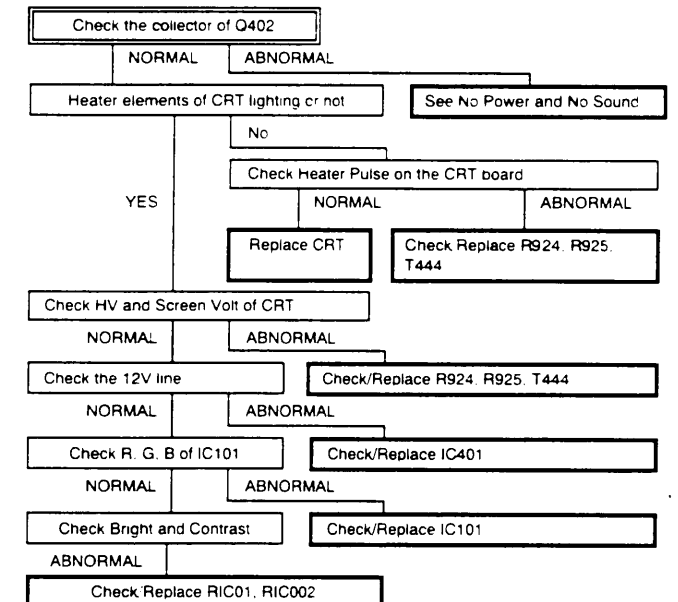 Check the collector of Q402
NORMAL ABNORMAL
Heater elements of CRT lighting or not
See No Power and No Sound
No
Check Heater Pulse on the CRT board
YES
NORMAL ABNORMAL
Replace CRT
Check Replace R924. R925.
T444
Check HV and Screen Volt of CRT
NORMAL ABNORMAL
Check the 12V line
Check/Replace R924. R925. T444
NORMAL ABNORMAL
Check R. G. B of IC101
Check/Replace IC401
NORMAL ABNORMAL
Check Bright and Contrast
Check/Replace IC101
ABNORMAL
Check/Replace RIC01, RIC002